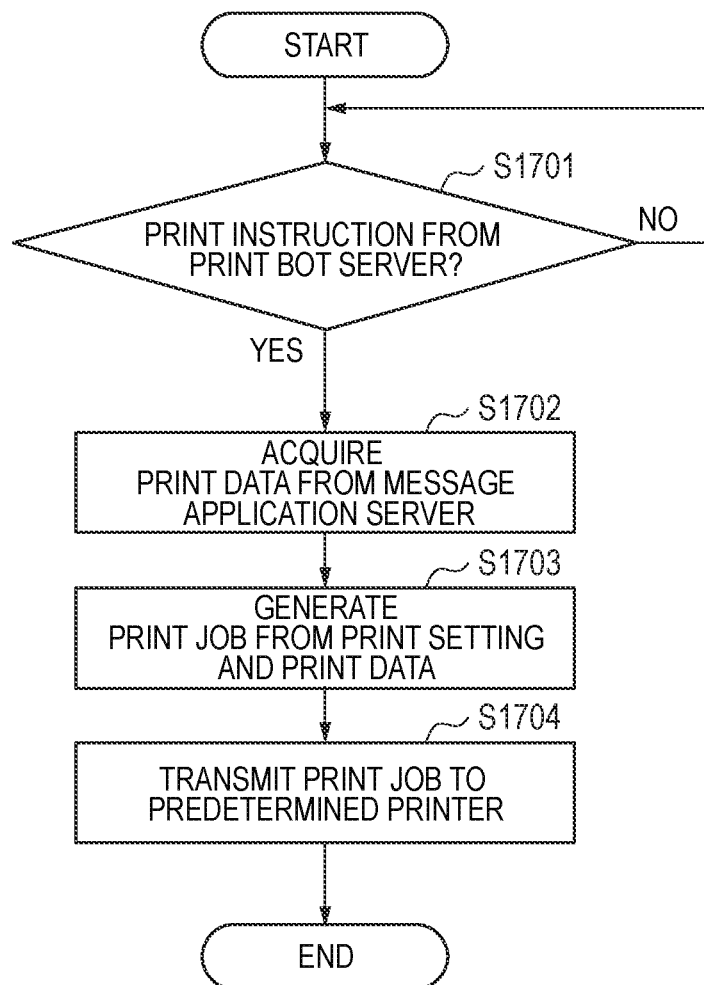 START
S1701
PRINT INSTRUCTION FROM
PRINT BOT SERVER?
NO
YES
S1702
ACQUIRE
PRINT DATA FROM MESSAGE
APPLICATION SERVER
S1703
GENERATE
PRINT JOB FROM PRINT SETTING
AND PRINT DATA
S1704
TRANSMIT PRINT JOB TO
PREDETERMINED PRINTER
END